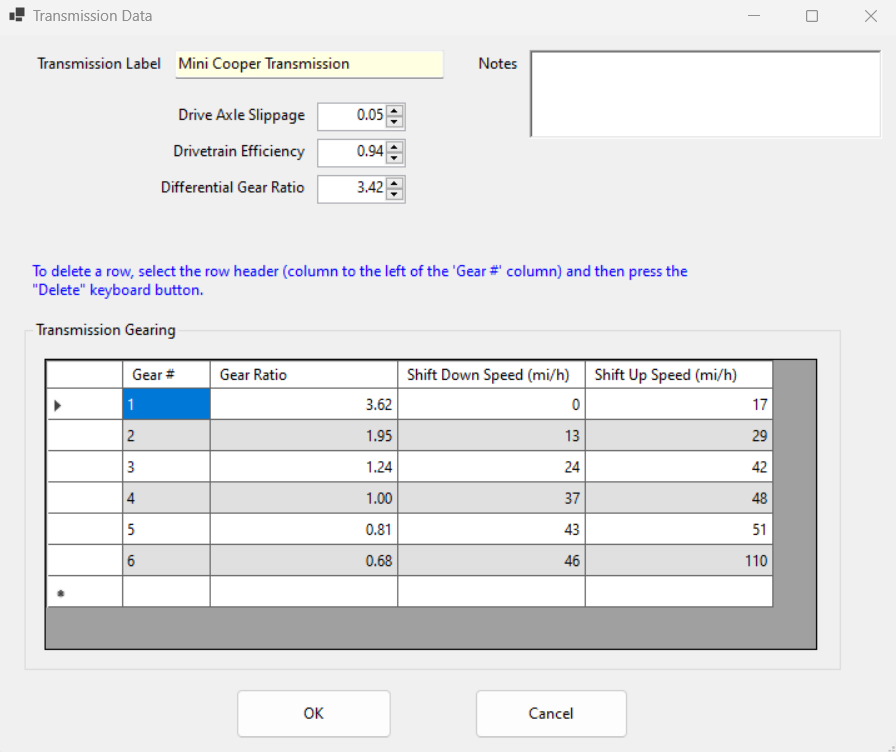 Transmission Data
Transmission Label Mini Cooper Transmission Notes
Drive Axle Slippage 0.05
Drivetrain Efficiency 0.94
Differential Gear Ratio 3.42
To delete a row, select the row header (column to the left of the 'Gear #' column) and then press the
"Delete" keyboard button.
Transmission Gearing
Gear # Gear Ratio Shift Down Speed (mi/h) Shift Up Speed (mi/h)
1 3.62 0 17
2 1.95 13 29
3 1.24 24 42
4 1.00 37 48
5 0.81 43 51
6 0.68 46 110
OK Cancel